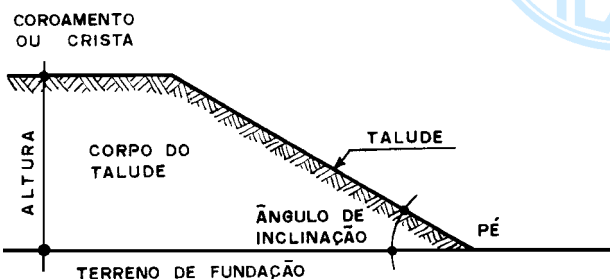 COROAMENTO
OU CRISTA
ALTURA
CORPO DO
TALUDE
TALUDE
ÂNGULO DE
INCLINAÇÃO
PÉ
TERRENO DE FUNDAÇÃO